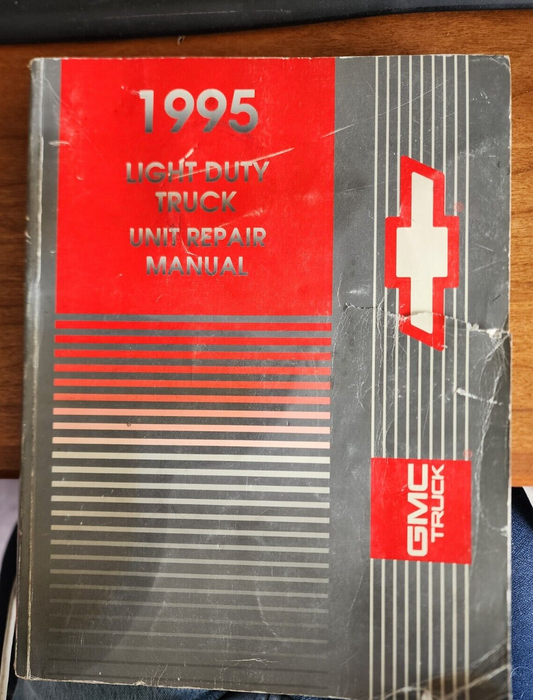 1995
LIGHT DUTY
TRUCK
UNIT REPAIR
MANUAL
GMC
TRUCK